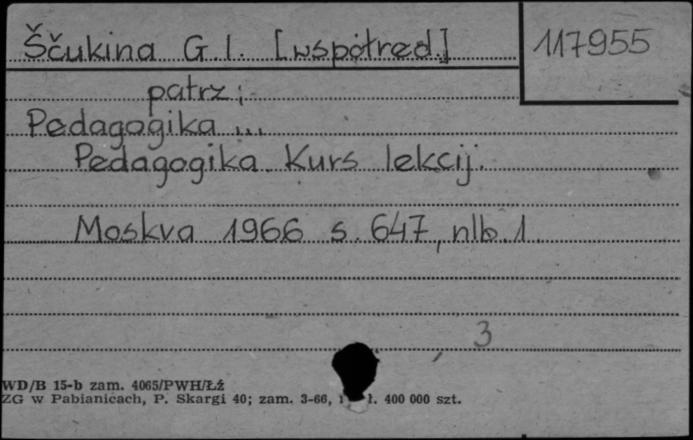 Ščukina G.I. [współred.]
117955
patrz:
Pedagogika ...
Pedagogika. Kurs lekcij.
Moskva 1966 s. 647, nlb. 1.
3
WD/B 15-b zam. 4065/PWH/Łź
ZG w Pabianicach, P. Skargi 40; zam. 3-66, ł. 400 000 szt.